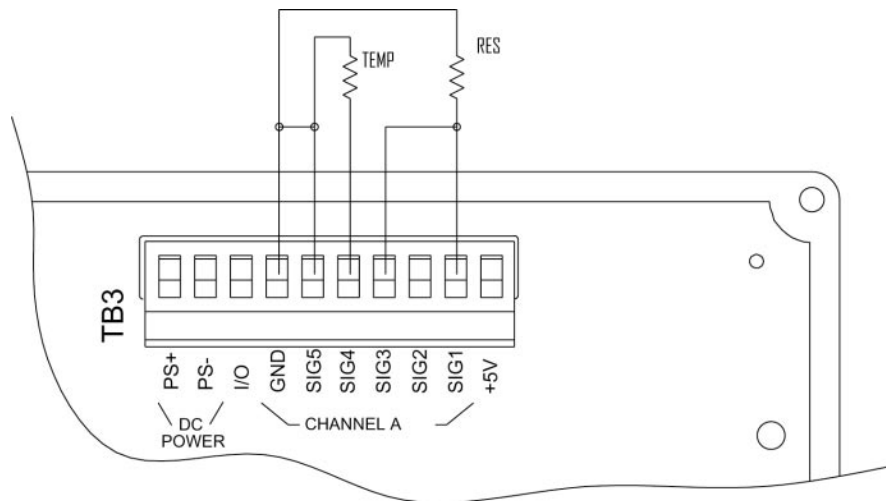 TEMP
RES
TB3
PS+
PS-
I/O
GND
SIG5
SIG4
SIG3
SIG2
SIG1
+5V
DC
POWER
CHANNEL A